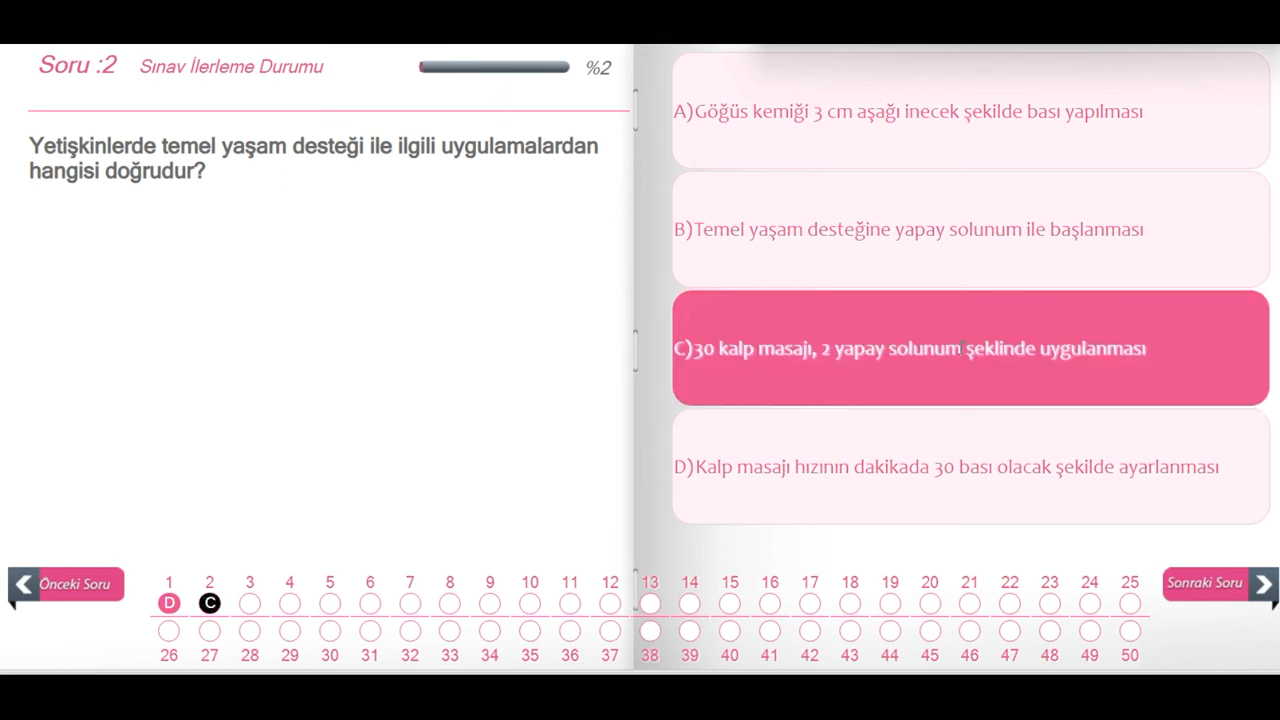 Soru :2 Sınav İlerleme Durumu %2
Yetişkinlerde temel yaşam desteği ile ilgili uygulamalardan
hangisi doğrudur?
A)Göğüs kemiği 3 cm aşağı inecek şekilde bası yapılması
B)Temel yaşam desteğine yapay solunum ile başlanması
C)30 kalp masajı, 2 yapay solunum şeklinde uygulanması
D)Kalp masajı hızının dakikada 30 bası olacak şekilde ayarlanması
Önceki Soru
1 2 3 4 5 6 7 8 9 10 11 12 13 14 15 16 17 18 19 20 21 22 23 24 25
D C
26 27 28 29 30 31 32 33 34 35 36 37 38 39 40 41 42 43 44 45 46 47 48 49 50
Sonraki Soru